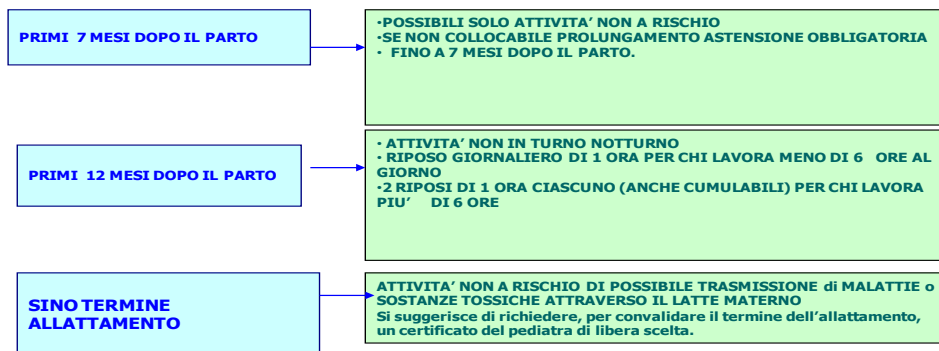 PRIMI 7 MESI DOPO IL PARTO
•POSSIBILI SOLO ATTIVITA’ NON A RISCHIO
•SE NON COLLOCABILE PROLUNGAMENTO ASTENSIONE OBBLIGATORIA
• FINO A 7 MESI DOPO IL PARTO.
PRIMI 12 MESI DOPO IL PARTO
• ATTIVITA’ NON IN TURNO NOTTURNO
• RIPOSO GIORNALIERO DI 1 ORA PER CHI LAVORA MENO DI 6 ORE AL
GIORNO
•2 RIPOSI DI 1 ORA CIASCUNO (ANCHE CUMULABILI) PER CHI LAVORA
PIU’ DI 6 ORE
SINO TERMINE
ALLATTAMENTO
ATTIVITA’ NON A RISCHIO DI POSSIBILE TRASMISSIONE di MALATTIE o
SOSTANZE TOSSICHE ATTRAVERSO IL LATTE MATERNO
Si suggerisce di richiedere, per convalidare il termine dell’allattamento,
un certificato del pediatra di libera scelta.